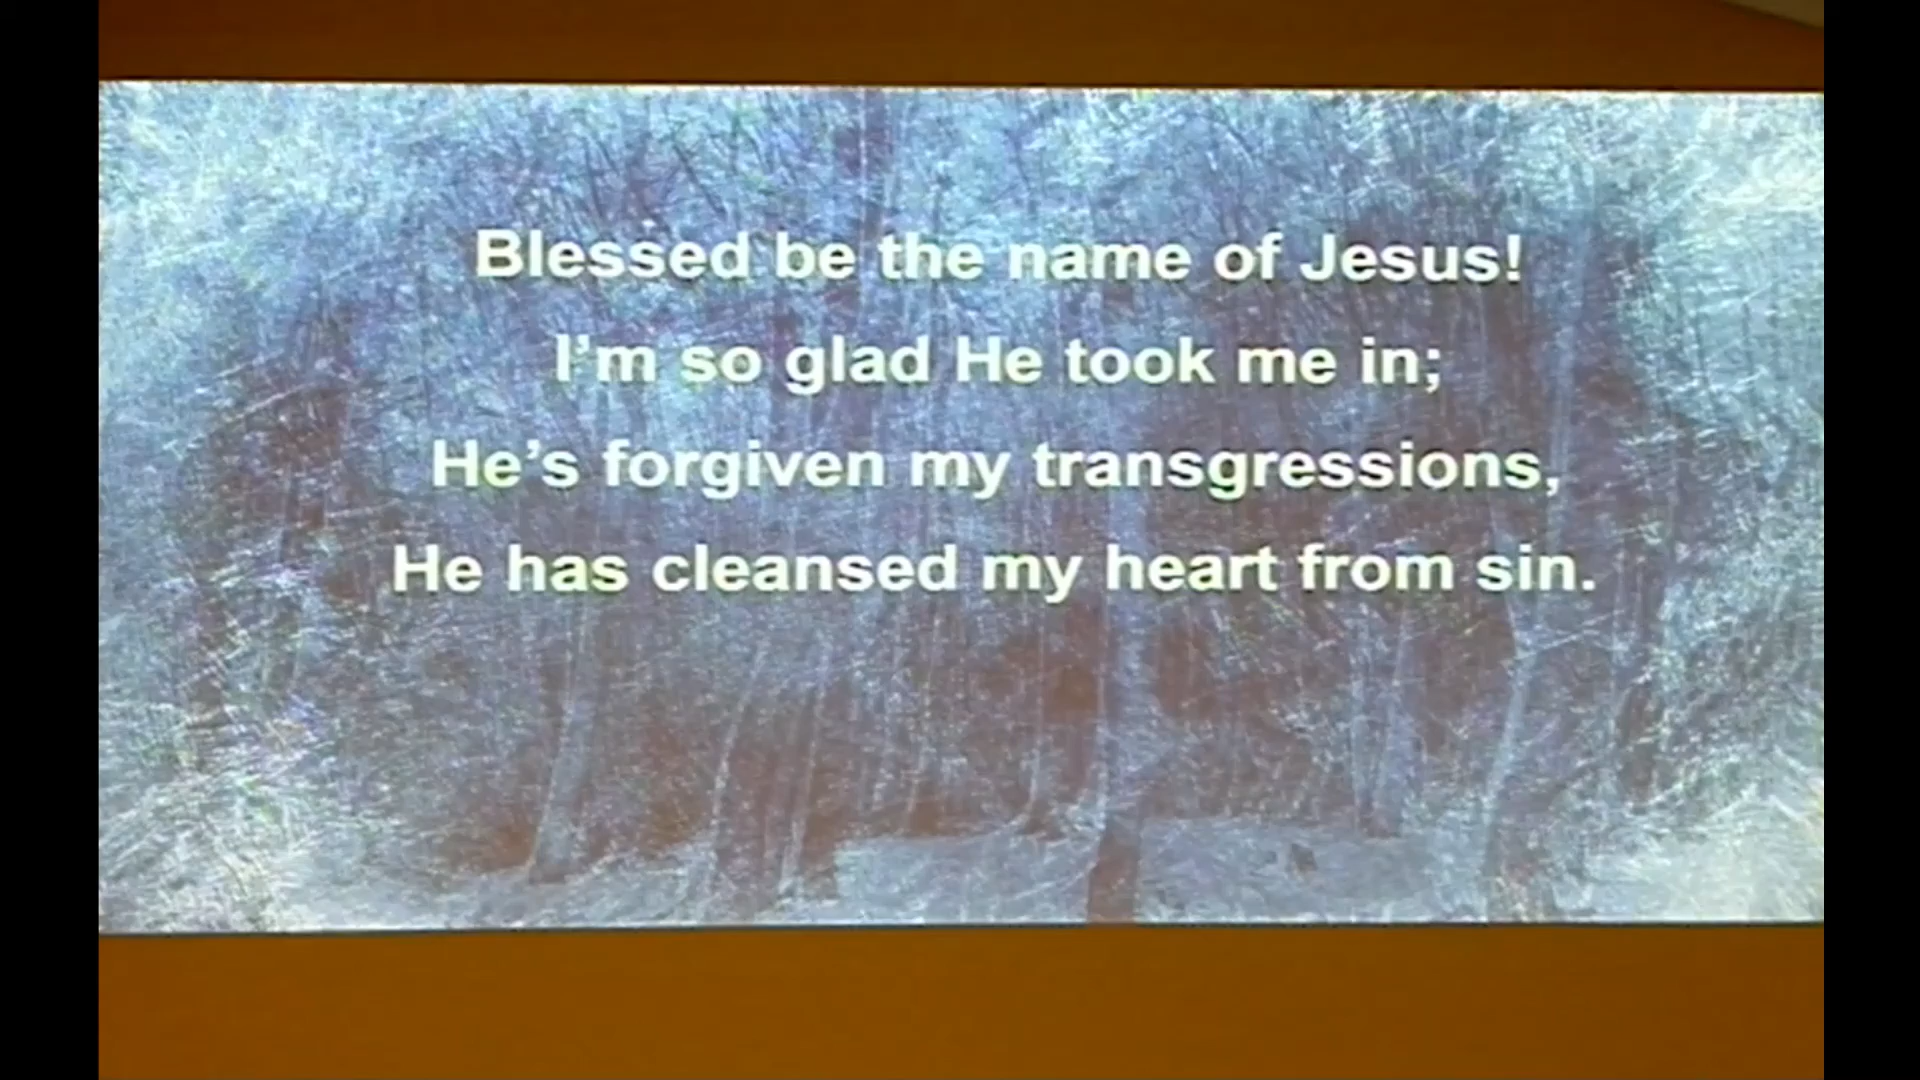 Blessed be the name of Jesus!
I’m so glad He took me in;
He’s forgiven my transgressions,
He has cleansed my heart from sin.